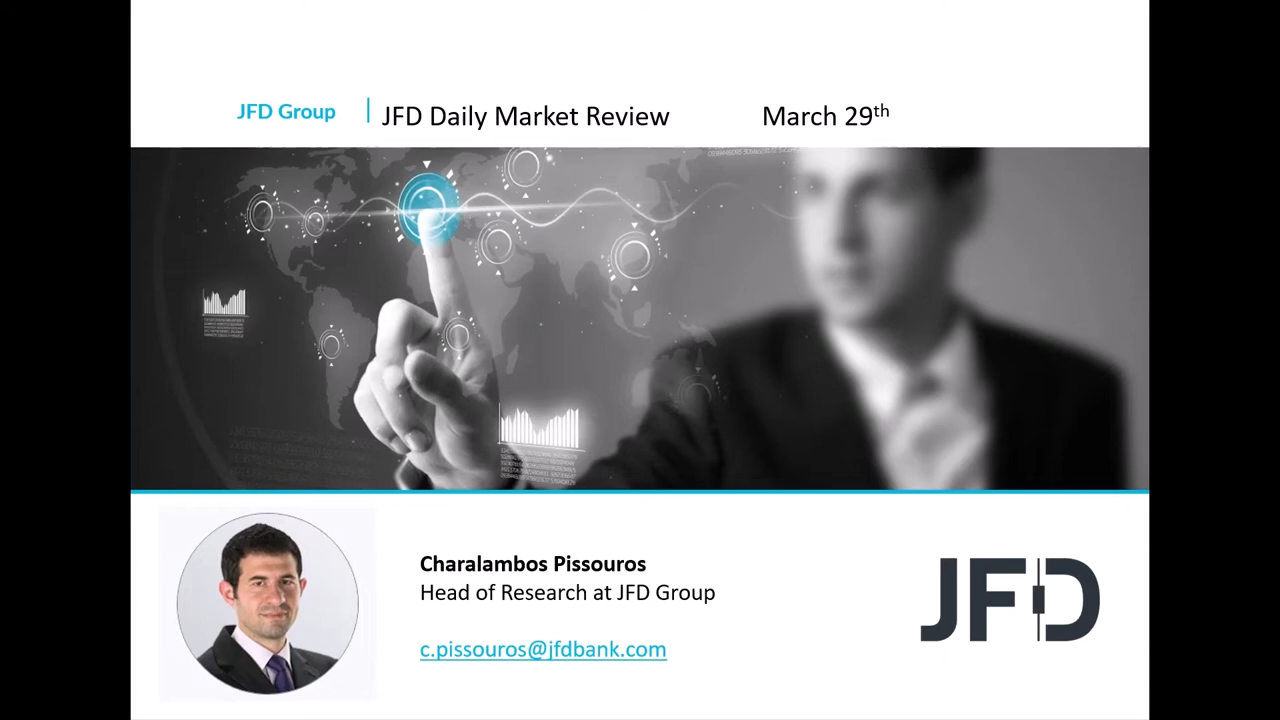 JFD Group
JFD Daily Market Review March 29th
Charalambos Pissouros
Head of Research at JFD Group
c.pissouros@jfdbank.com
JFD